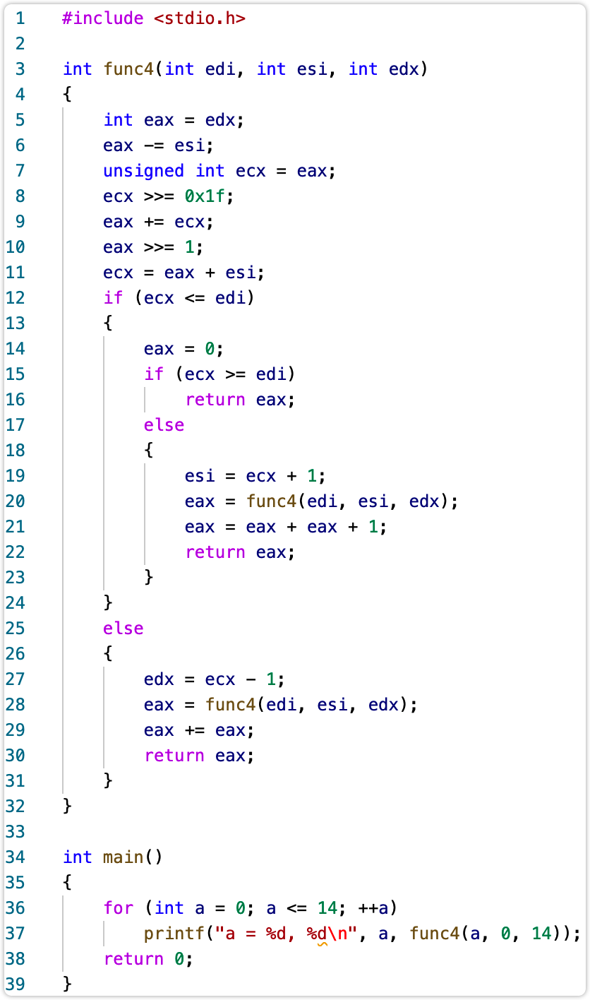 1 #include <stdio.h>
2
3 int func4(int edi, int esi, int edx)
4 {
5     int eax = edx;
6     eax -= esi;
7     unsigned int ecx = eax;
8     ecx >>= 0x1f;
9     eax += ecx;
10     eax >>= 1;
11     ecx = eax + esi;
12     if (ecx <= edi)
13     {
14         eax = 0;
15         if (ecx >= edi)
16             return eax;
17         else
18         {
19             esi = ecx + 1;
20             eax = func4(edi, esi, edx);
21             eax = eax + eax + 1;
22             return eax;
23         }
24     }
25     else
26     {
27         edx = ecx - 1;
28         eax = func4(edi, esi, edx);
29         eax += eax;
30         return eax;
31     }
32 }
33
34 int main()
35 {
36     for (int a = 0; a <= 14; ++a)
37         printf("a = %d, %d\n", a, func4(a, 0, 14));
38     return 0;
39 }